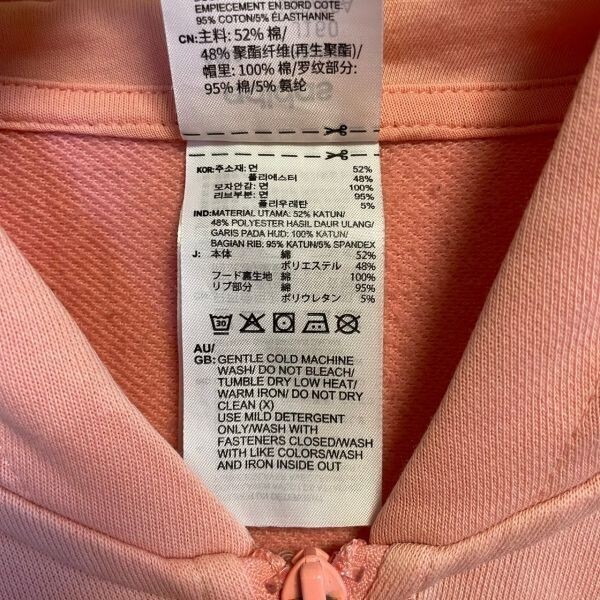 EMPIECEMENT EN BORD COTE:
95% COTON/5% ÉLASTHANNE
CN:主料: 52% 棉/
48% 聚酯纤维(再生聚酯)/
帽里: 100% 棉/罗纹部分:
95% 棉/5% 氨纶
adidas
KOR:주소재: 면 52%
폴리에스터 48%
모자안감: 면 100%
리브부분: 면 95%
폴리우레탄 5%
IND:MATERIAL UTAMA: 52% KATUN/
48% POLYESTER HASIL DAUR ULANG/
GARIS PADA HUD: 100% KATUN/
BAGIAN RIB: 95% KATUN/5% SPANDEX
J: 本体 綿 52%
ポリエステル 48%
フード裏生地 綿 100%
リブ部分 綿 95%
ポリウレタン 5%
30
AU/
GB: GENTLE COLD MACHINE
WASH/ DO NOT BLEACH/
TUMBLE DRY LOW HEAT/
WARM IRON/ DO NOT DRY
CLEAN (X)
USE MILD DETERGENT
ONLY/WASH WITH
FASTENERS CLOSED/WASH
WITH LIKE COLORS/WASH
AND IRON INSIDE OUT